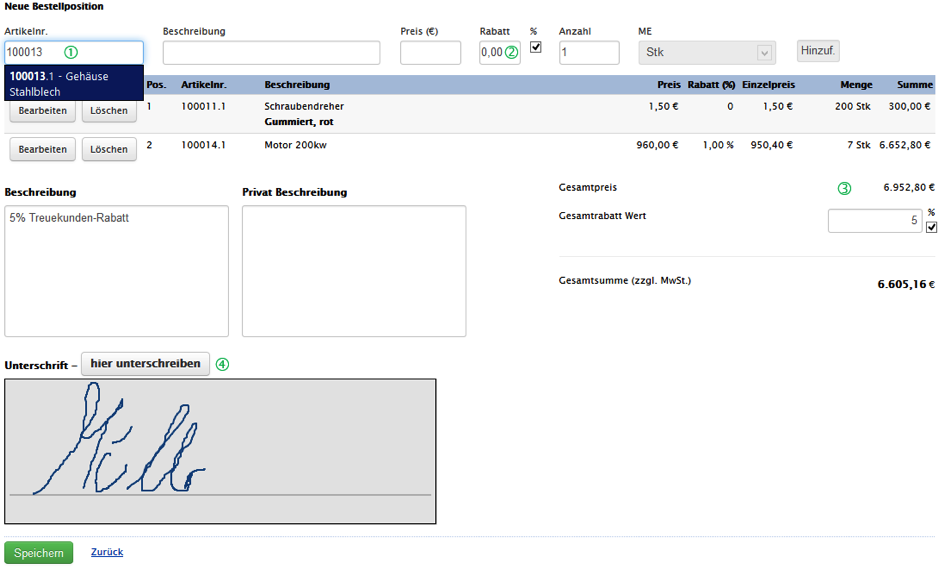 Neue Bestellposition
Artikelnr. Beschreibung Preis (€) Rabatt % Anzahl ME
100013 ① 0,00 ② 1 Stk Hinzuf.
100013.1 - Gehäuse
Stahlblech
Pos. Artikelnr. Beschreibung Preis Rabatt (%) Einzelpreis Menge Summe
Bearbeiten Löschen 1 100011.1 Schraubendreher 1,50 € 0 1,50 € 200 Stk 300,00 €
Gummiert, rot
Bearbeiten Löschen 2 100014.1 Motor 200kw 960,00 € 1,00 % 950,40 € 7 Stk 6.652,80 €
Beschreibung Privat Beschreibung Gesamtpreis ③ 6.952,80 €
5% Treuekunden-Rabatt Gesamtrabatt Wert 5 %
Gesamtsumme (zzgl. MwSt.) 6.605,16 €
Unterschrift – hier unterschreiben ④
Speichern Zurück